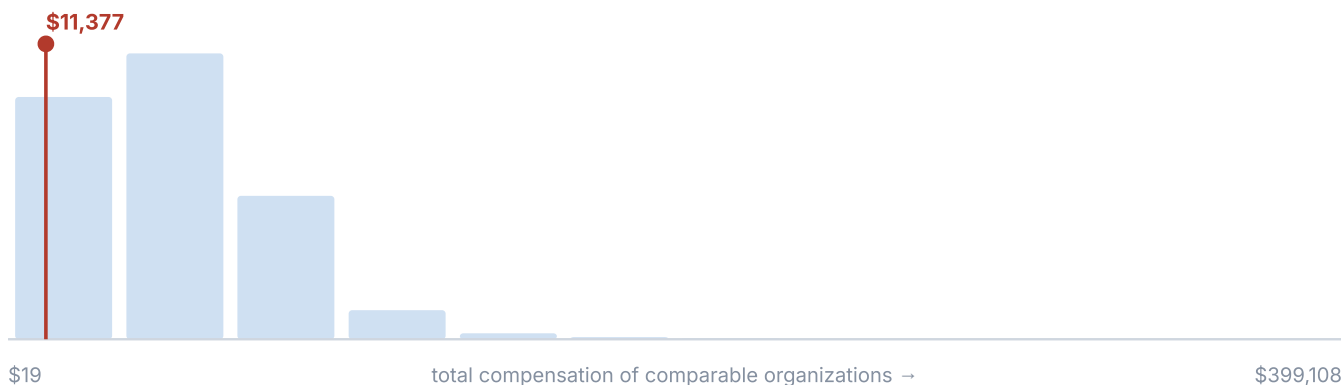 $11,377
$19
total compensation of comparable organizations →
$399,108